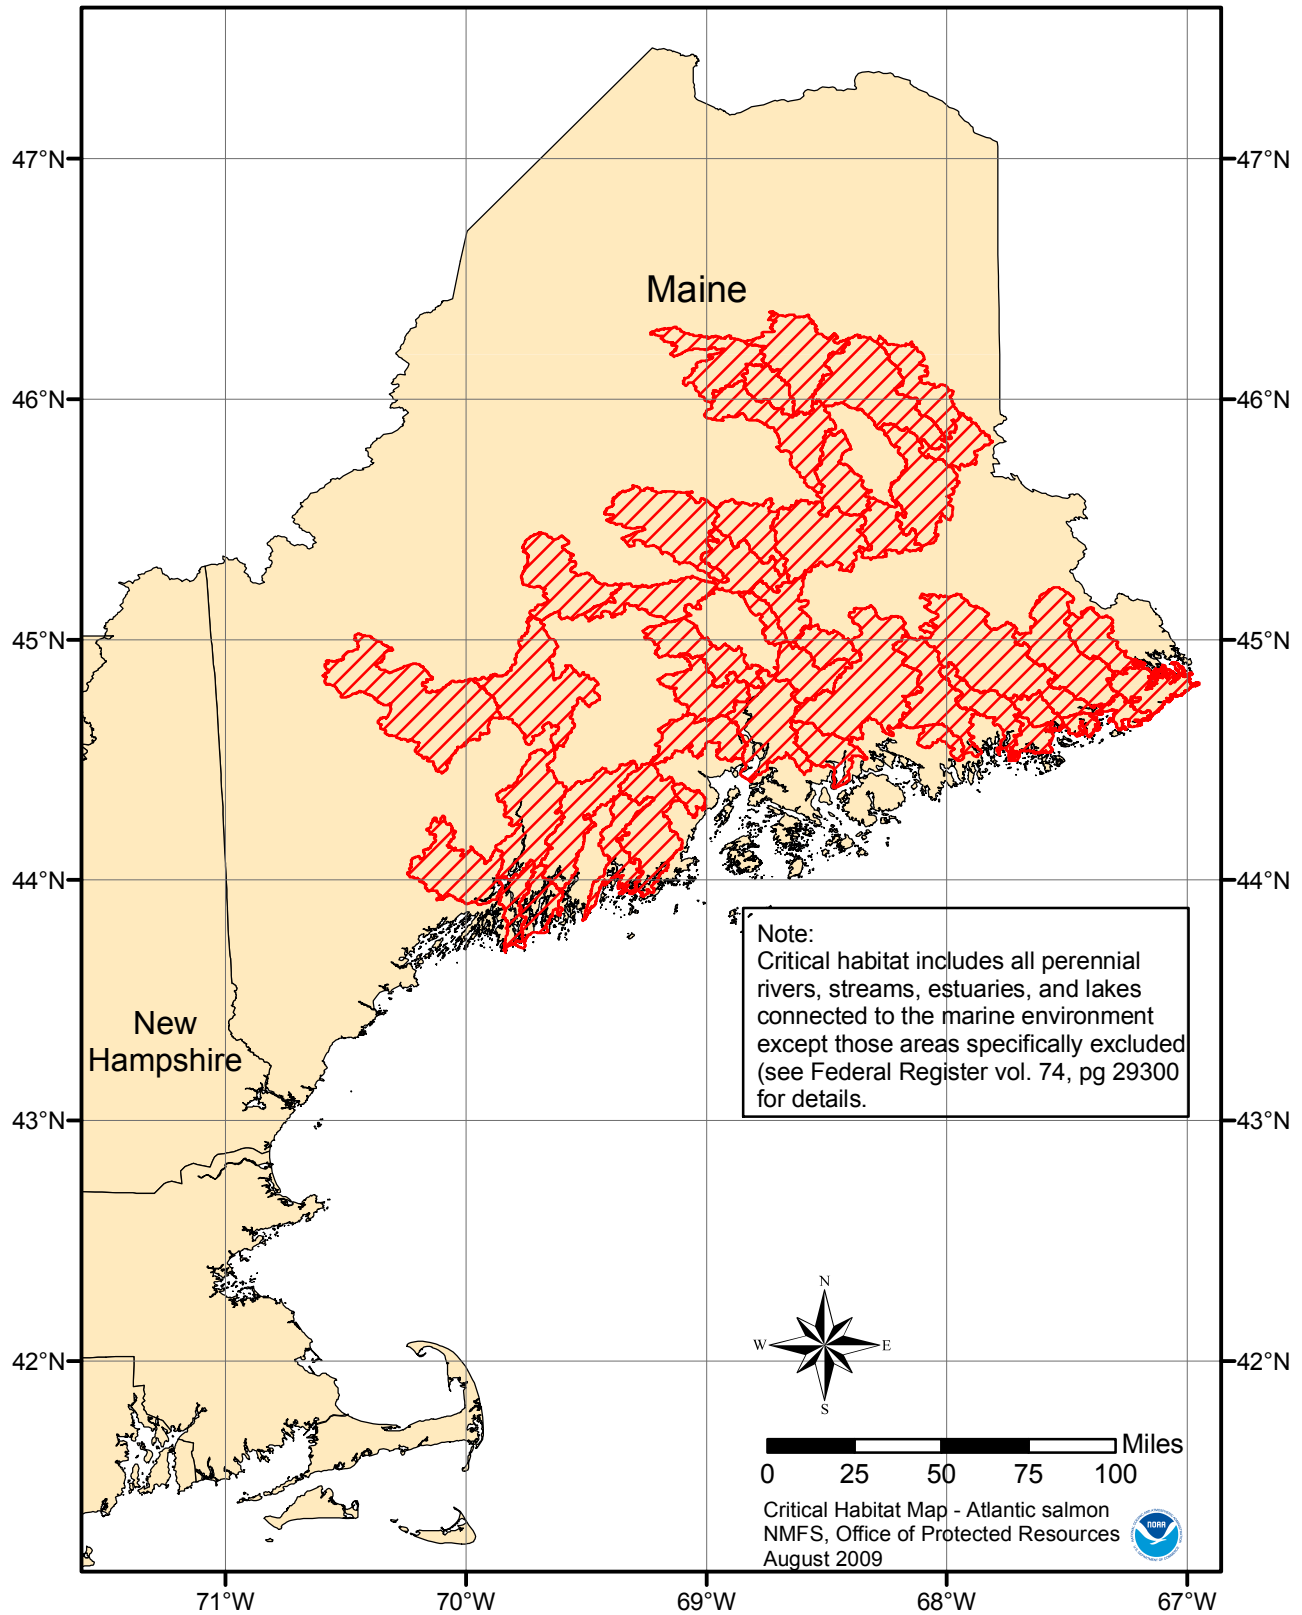 47°N
47°N
Maine
46°N
46°N
45°N
45°N
44°N
44°N
Note:
Critical habitat includes all perennial
rivers, streams, estuaries, and lakes
connected to the marine environment
except those areas specifically excluded
(see Federal Register vol. 74, pg 29300
for details.
New
Hampshire
43°N
43°N
N
W
E
S
42°N
42°N
Miles
0 25 50 75 100
Critical Habitat Map - Atlantic salmon
NMFS, Office of Protected Resources
August 2009
NOAA
71°W 70°W 69°W 68°W 67°W